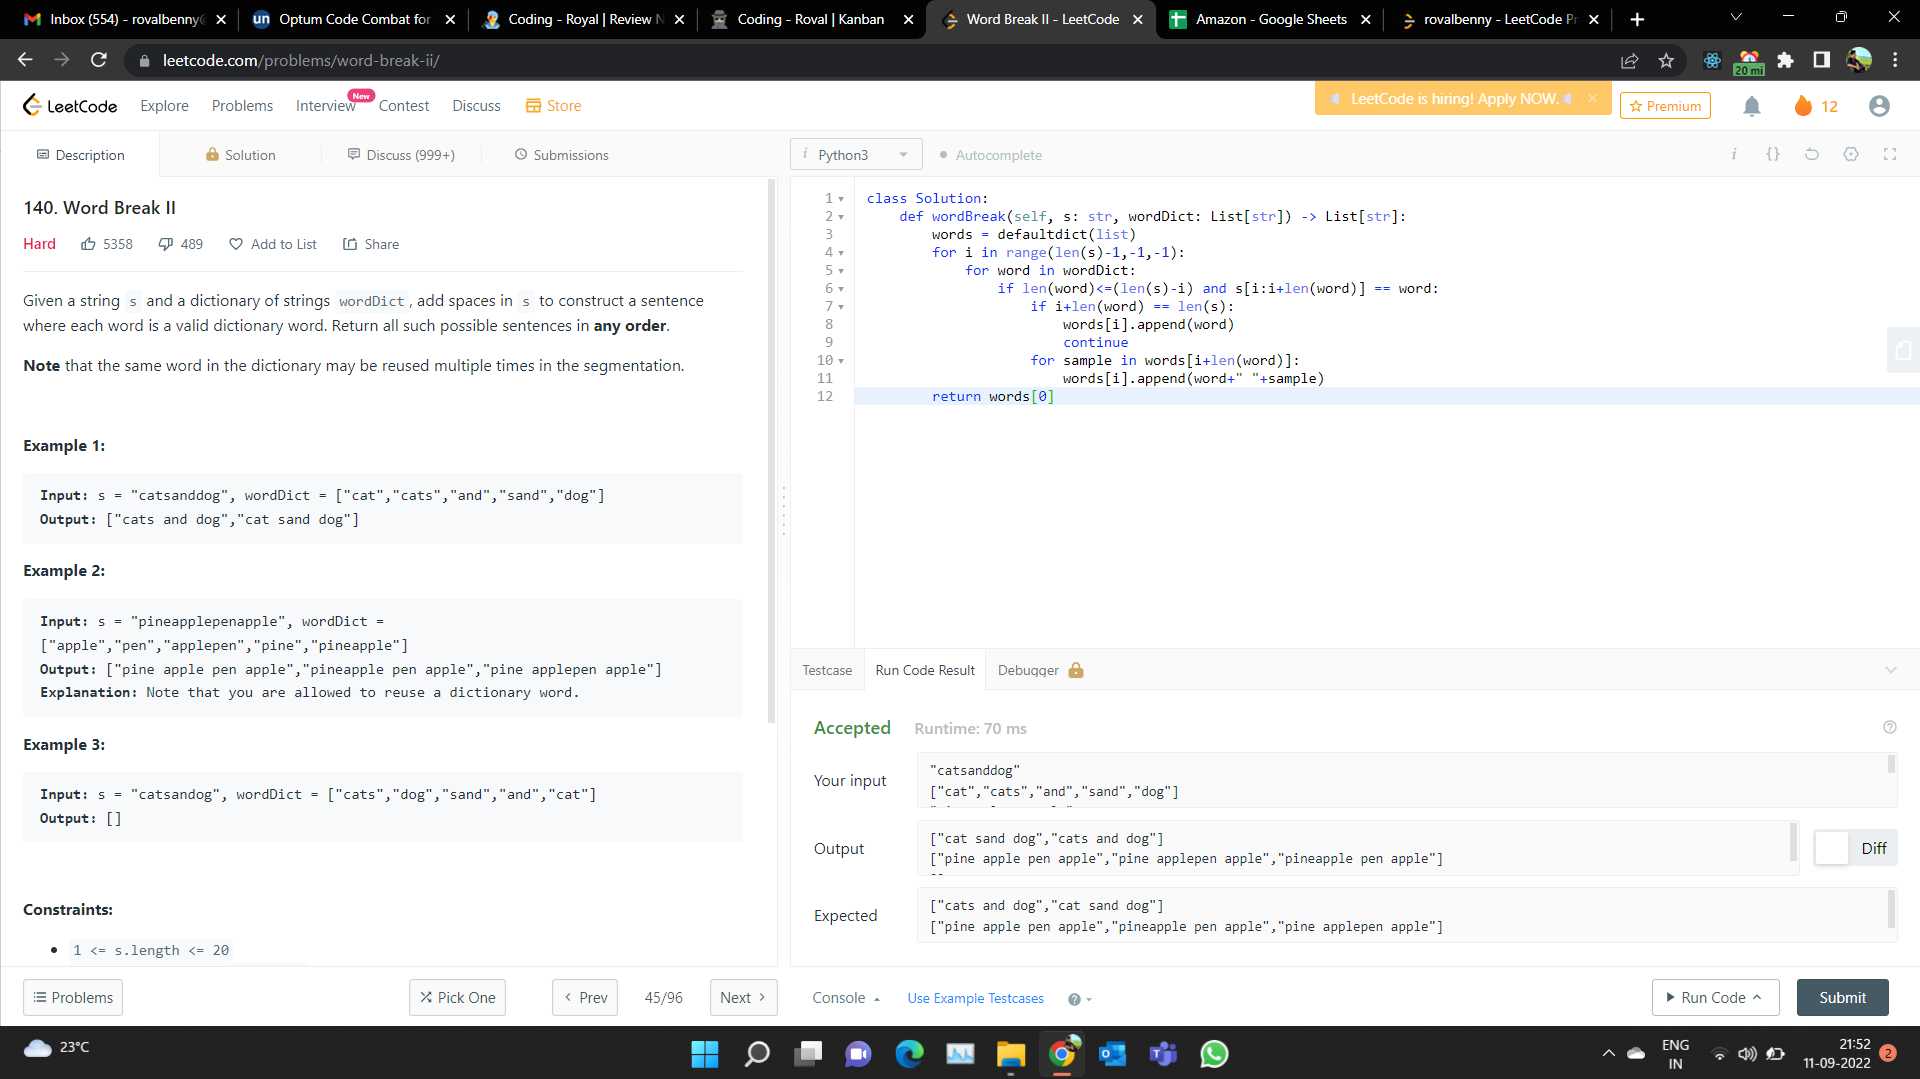 Inbox (554) - rovalbenny@
Optum Code Combat for
Coding - Royal | Review N
Coding - Roval | Kanban
Word Break II - LeetCode
Amazon - Google Sheets
rovalbenny - LeetCode Pr
leetcode.com/problems/word-break-ii/
20 mi
LeetCode
Explore
Problems
Interview
New
Contest
Discuss
Store
LeetCode is hiring! Apply NOW.
Premium
12
Description
Solution
Discuss (999+)
Submissions
i Python3
Autocomplete
140. Word Break II
Hard
5358
489
Add to List
Share
Given a string s and a dictionary of strings wordDict , add spaces in s to construct a sentence
where each word is a valid dictionary word. Return all such possible sentences in any order.
Note that the same word in the dictionary may be reused multiple times in the segmentation.
Example 1:
Input: s = "catsanddog", wordDict = ["cat","cats","and","sand","dog"]
Output: ["cats and dog","cat sand dog"]
Example 2:
Input: s = "pineapplepenapple", wordDict =
["apple","pen","applepen","pine","pineapple"]
Output: ["pine apple pen apple","pineapple pen apple","pine applepen apple"]
Explanation: Note that you are allowed to reuse a dictionary word.
Example 3:
Input: s = "catsandog", wordDict = ["cats","dog","sand","and","cat"]
Output: []
Constraints:
1 <= s.length <= 20
1 class Solution:
2     def wordBreak(self, s: str, wordDict: List[str]) -> List[str]:
3         words = defaultdict(list)
4         for i in range(len(s)-1,-1,-1):
5             for word in wordDict:
6                 if len(word)<=(len(s)-i) and s[i:i+len(word)] == word:
7                     if i+len(word) == len(s):
8                         words[i].append(word)
9                         continue
10                     for sample in words[i+len(word)]:
11                         words[i].append(word+" "+sample)
12         return words[0]
Testcase
Run Code Result
Debugger
Accepted
Runtime: 70 ms
Your input
"catsanddog"
["cat","cats","and","sand","dog"]
Output
["cat sand dog","cats and dog"]
["pine apple pen apple","pine applepen apple","pineapple pen apple"]
Diff
Expected
["cats and dog","cat sand dog"]
["pine apple pen apple","pineapple pen apple","pine applepen apple"]
Problems
Pick One
Prev
45/96
Next
Console
Use Example Testcases
Run Code
Submit
23°C
ENG
IN
21:52
11-09-2022
2